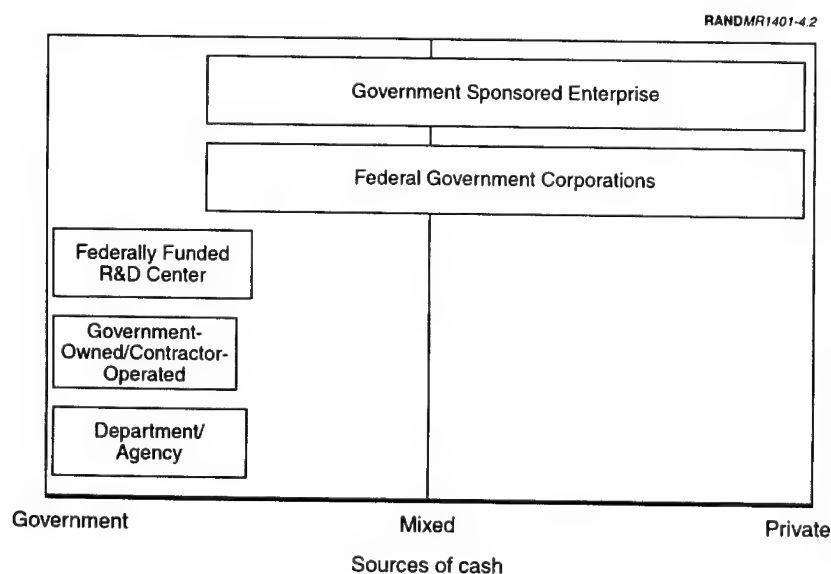 RANDMR1401-4.2
Government Sponsored Enterprise
Federal Government Corporations
Federally Funded
R&D Center
Government-
Owned/Contractor-
Operated
Department/
Agency
Government
Mixed
Private
Sources of cash